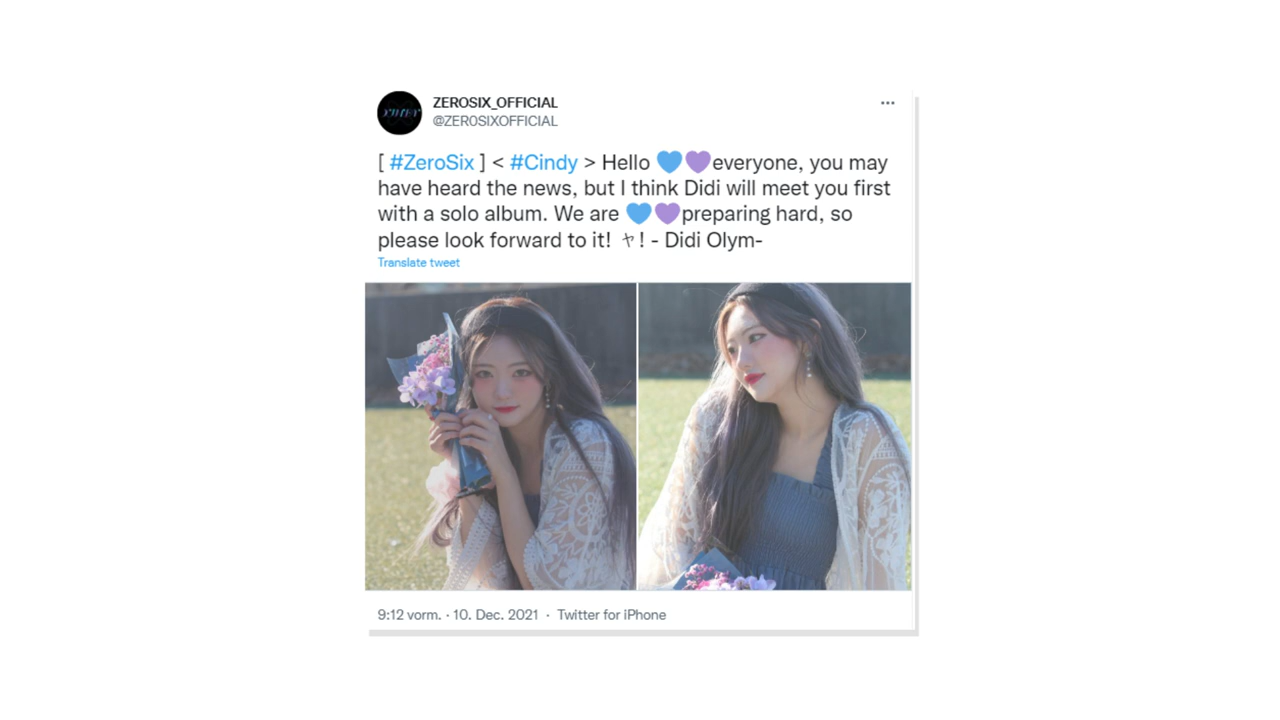 ZEROSIX_OFFICIAL
@ZER0SIXOFFICIAL
[ #ZeroSix ] < #Cindy > Hello 💙💜everyone, you may
have heard the news, but I think Didi will meet you first
with a solo album. We are 💙💜preparing hard, so
please look forward to it! ヤ! - Didi Olym-
Translate tweet
9:12 vorm. · 10. Dec. 2021 · Twitter for iPhone